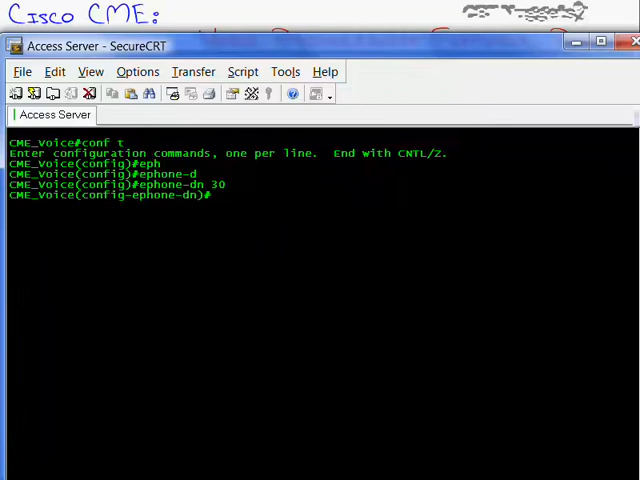 Cisco CME:
Access Server - SecureCRT
File Edit View Options Transfer Script Tools Help
Access Server
CME_Voice#conf t
Enter configuration commands, one per line.  End with CNTL/Z.
CME_Voice(config)#eph
CME_Voice(config)#ephone-d
CME_Voice(config)#ephone-dn 30
CME_Voice(config-ephone-dn)#